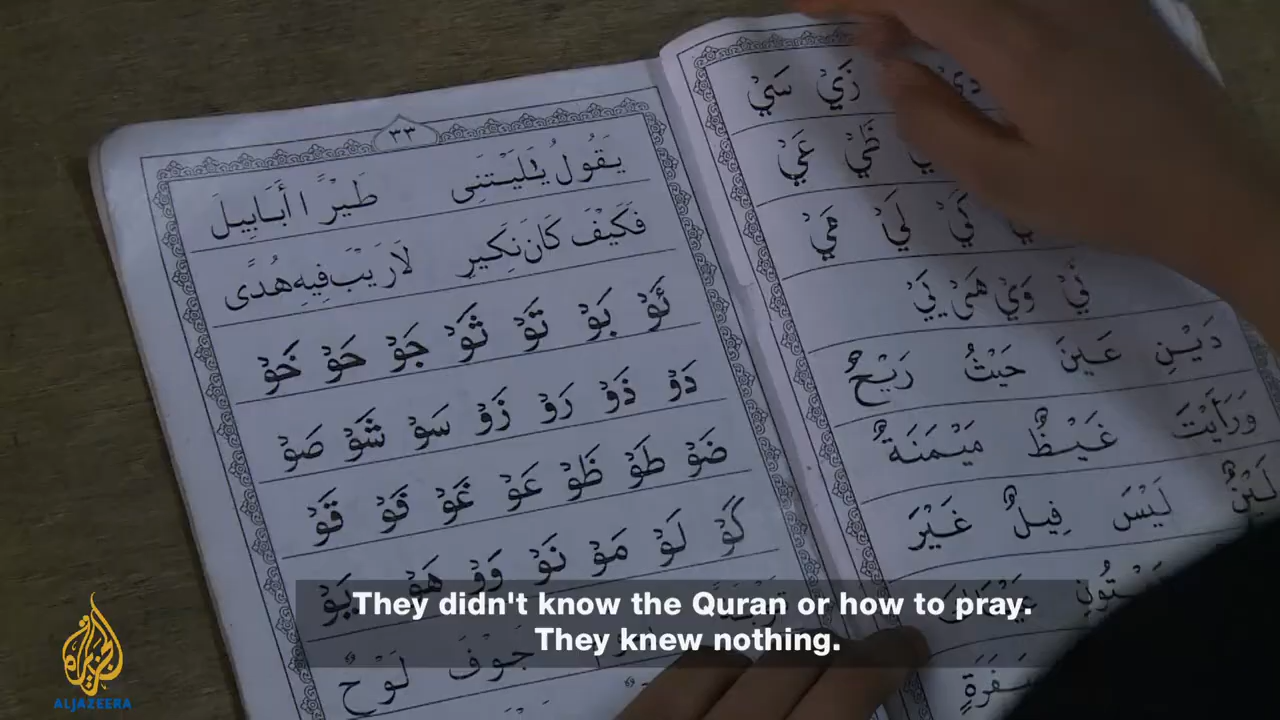 زَيْ سَيْ
ظَيْ عَيْ
كَيْ لَيْ مَيْ
نَيْ وَيْ هَيْ يَيْ
دَيْنِ عَيْنَ حَيْثُ رَيْحٌ
وَرَأَيْتَ غَيْظٌ مَيْمَنَةٌ
لَيْنٌ لَيْسَ فِيلٌ غَيْرَ
٣٣
يَقُولُ يٰلَيْتَنِى طَيْرًا أَبَابِيلَ
فَكَيْفَ كَانَ نَكِيرِ لَا رَيْبَ فِيهِ هُدًى
ئَوْ بَوْ تَوْ ثَوْ جَوْ حَوْ خَوْ
دَوْ ذَوْ رَوْ زَوْ سَوْ شَوْ صَوْ
ضَوْ طَوْ ظَوْ عَوْ غَوْ فَوْ قَوْ
كَوْ لَوْ مَوْ نَوْ وَوْ هَوْ يَوْ
جَوْفَ لَوْحٌ
They didn't know the Quran or how to pray.
They knew nothing.
الجزيرة
ALJAZEERA